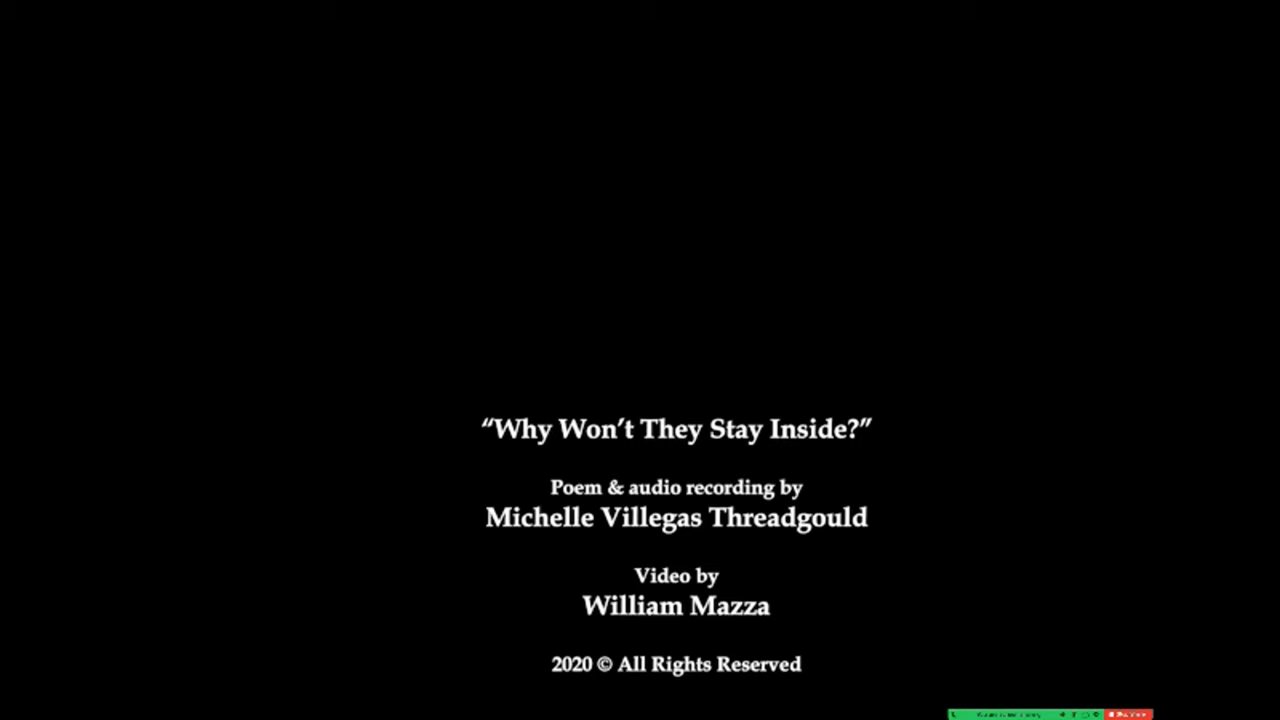 “Why Won’t They Stay Inside?”
Poem & audio recording by
Michelle Villegas Threadgould
Video by
William Mazza
2020 © All Rights Reserved